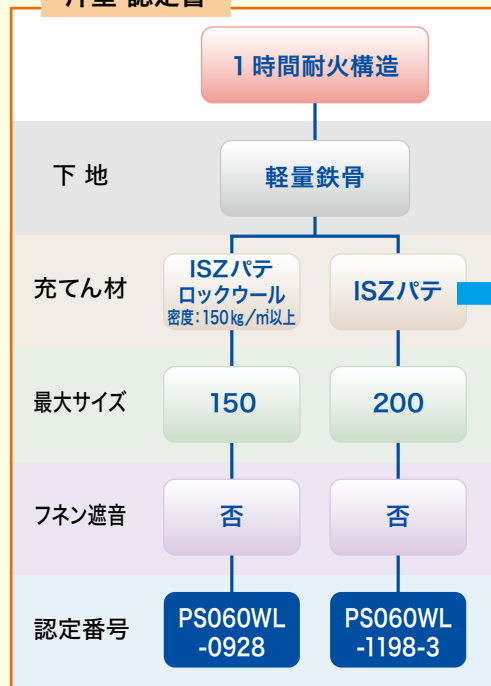 1時間耐火構造
下地
軽量鉄骨
充てん材
ISZパテ
ロックウール
密度:150kg/㎥以上
ISZパテ
最大サイズ
150
200
フネン遮音
否
否
認定番号
PS060WL
-0928
PS060WL
-1198-3